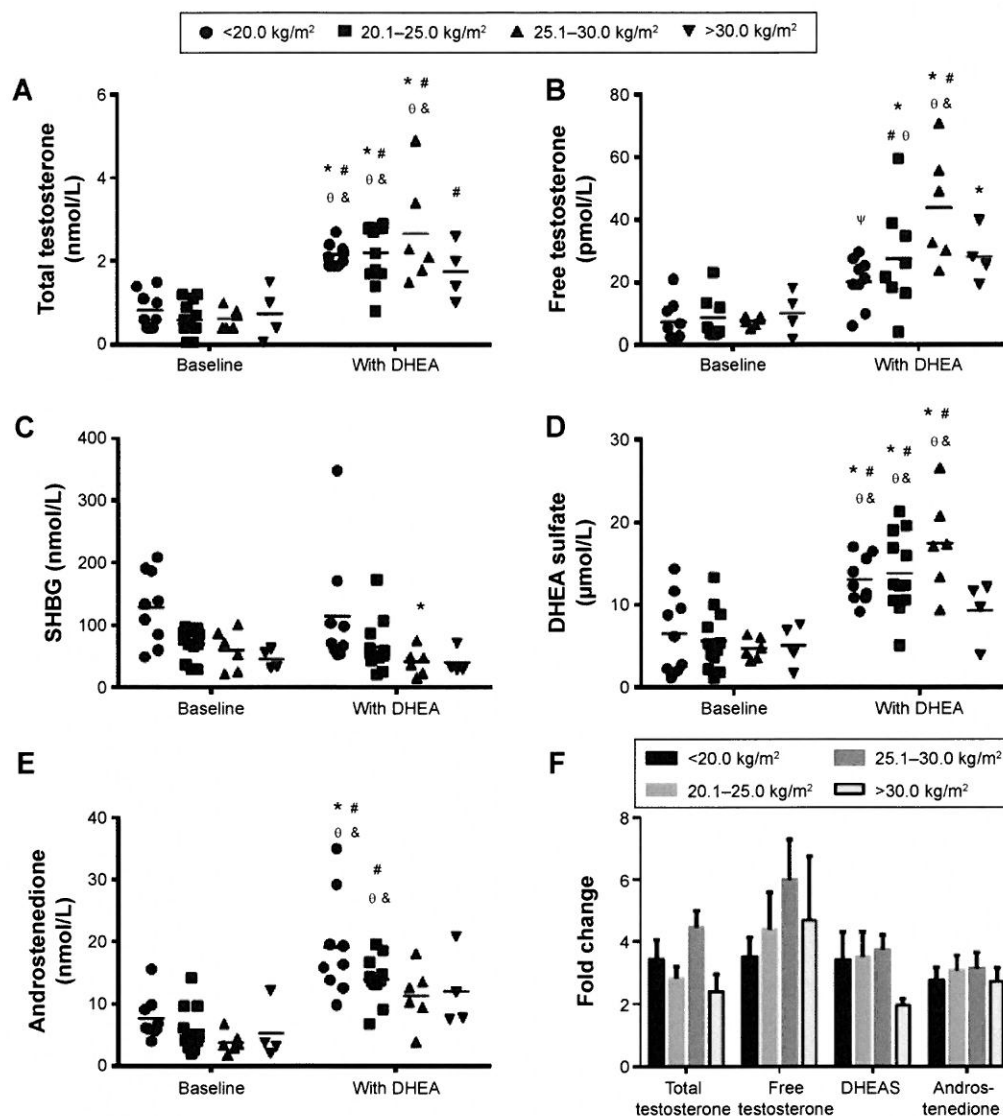 <20.0 kg/m² 20.1–25.0 kg/m² 25.1–30.0 kg/m² >30.0 kg/m²
A
Total testosterone
(nmol/L)
6
4
2
0
* #
θ &
* #
θ &
* #
θ &
#
Baseline
With DHEA
B
Free testosterone
(pmol/L)
80
60
40
20
0
ψ
*
# θ
* #
θ &
*
Baseline
With DHEA
C
SHBG (nmol/L)
400
300
200
100
0
*
Baseline
With DHEA
D
DHEA sulfate
(μmol/L)
30
20
10
0
* #
θ &
* #
θ &
* #
θ &
Baseline
With DHEA
E
Androstenedione
(nmol/L)
40
30
20
10
0
* #
θ &
#
θ &
Baseline
With DHEA
F
<20.0 kg/m² 25.1–30.0 kg/m²
20.1–25.0 kg/m² >30.0 kg/m²
Fold change
8
6
4
2
0
Total
testosterone
Free
testosterone
DHEAS
Andros-
tenedione